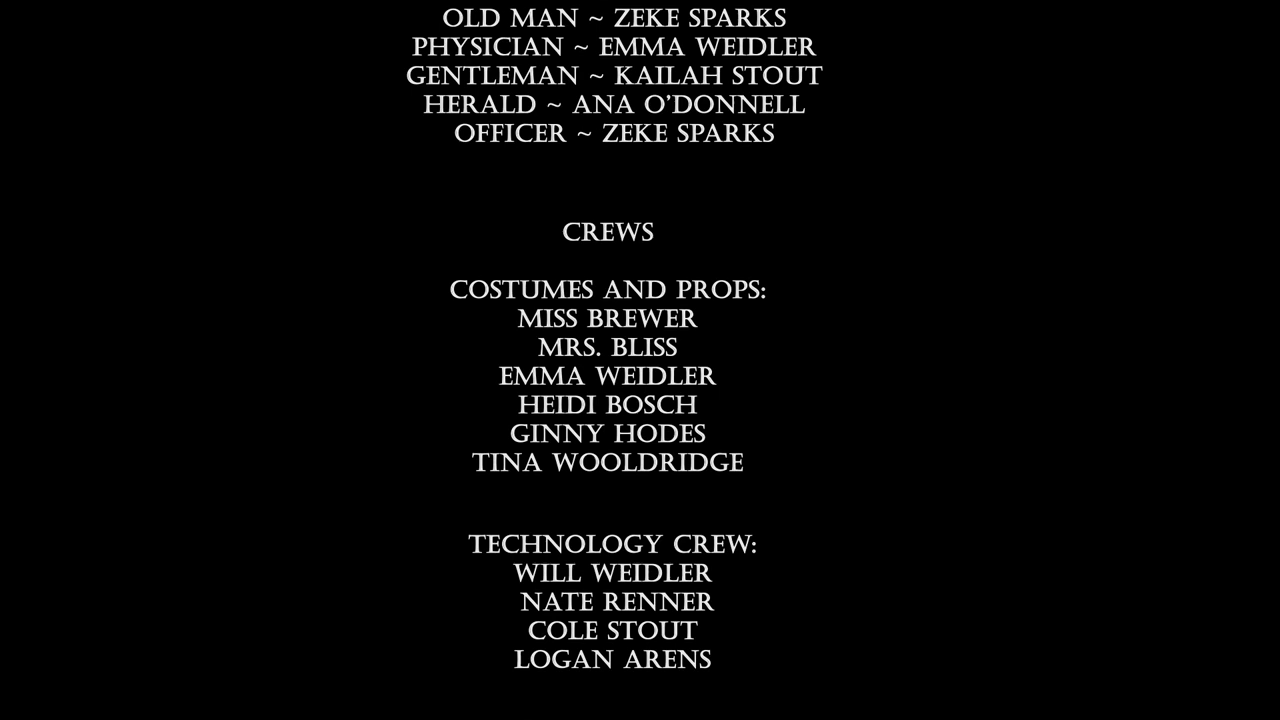 OLD MAN ~ ZEKE SPARKS
PHYSICIAN ~ EMMA WEIDLER
GENTLEMAN ~ KAILAH STOUT
HERALD ~ ANA O'DONNELL
OFFICER ~ ZEKE SPARKS
CREWS
COSTUMES AND PROPS:
MISS BREWER
MRS. BLISS
EMMA WEIDLER
HEIDI BOSCH
GINNY HODES
TINA WOOLDRIDGE
TECHNOLOGY CREW:
WILL WEIDLER
NATE RENNER
COLE STOUT
LOGAN ARENS